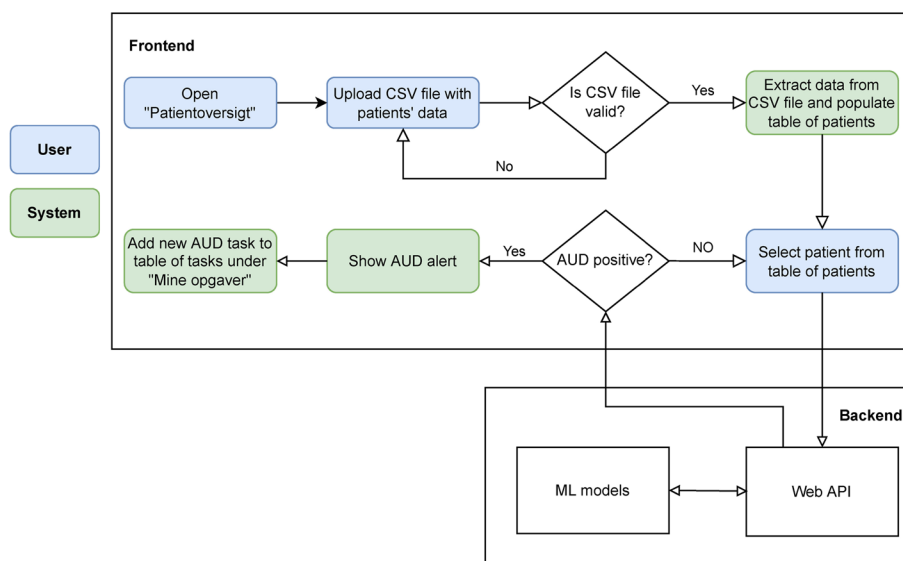 Frontend
Open
"Patientoversigt"
Upload CSV file with
patients' data
Is CSV file
valid?
Yes
Extract data from
CSV file and populate
table of patients
No
User
System
Add new AUD task to
table of tasks under
"Mine opgaver"
Show AUD alert
Yes
AUD positive?
NO
Select patient from
table of patients
Backend
ML models
Web API